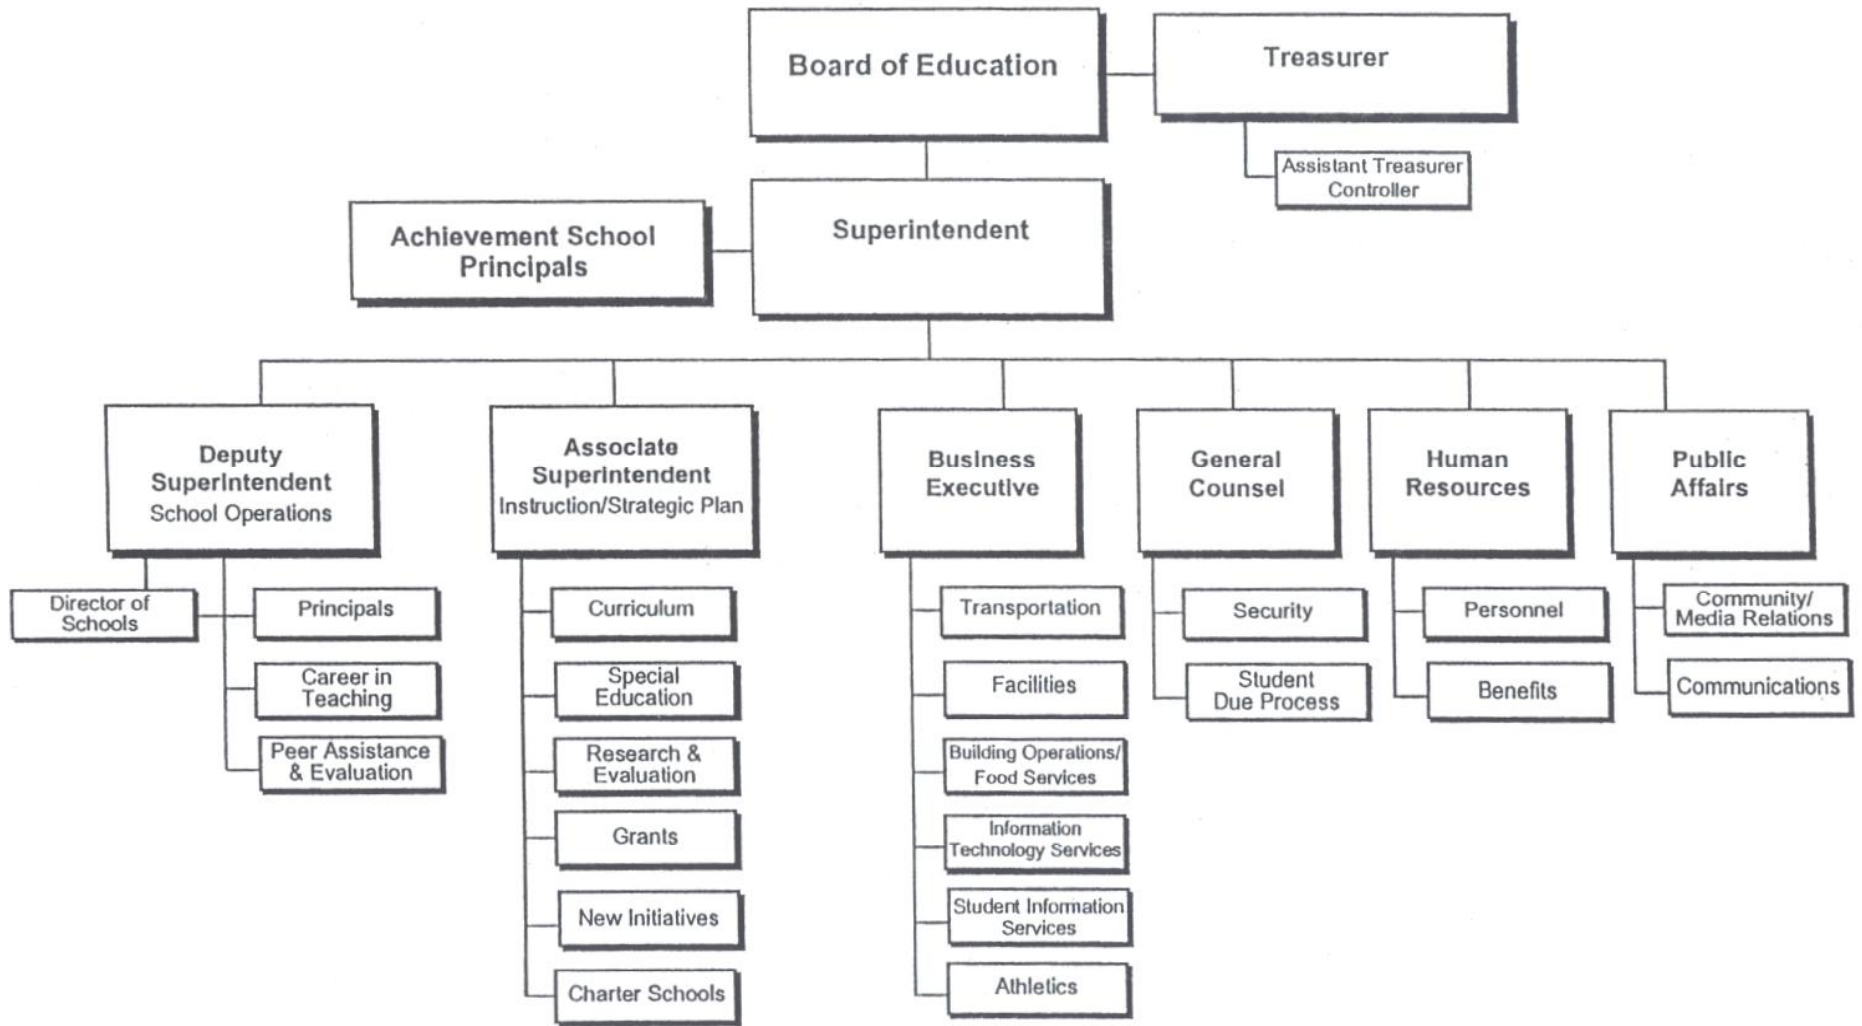 Board of Education
Treasurer
Assistant Treasurer
Controller
Achievement School
Principals
Superintendent
Deputy
Superintendent
School Operations
Associate
Superintendent
Instruction/Strategic Plan
Business
Executive
General
Counsel
Human
Resources
Public
Affairs
Director of
Schools
Principals
Career in
Teaching
Peer Assistance
& Evaluation
Curriculum
Special
Education
Research &
Evaluation
Grants
New Initiatives
Charter Schools
Transportation
Facilities
Building Operations/
Food Services
Information
Technology Services
Student Information
Services
Athletics
Security
Student
Due Process
Personnel
Benefits
Community/
Media Relations
Communications